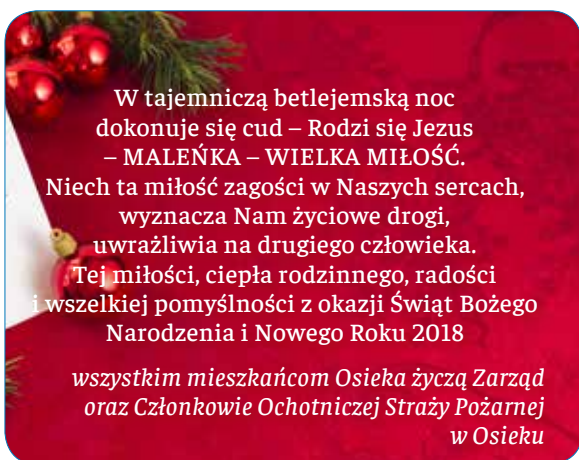 W tajemniczą betlejemską noc
dokonuje się cud – Rodzi się Jezus
– MALEŃKA – WIELKA MIŁOŚĆ.
Niech ta miłość zagości w Naszych sercach,
wyznacza Nam życiowe drogi,
uwrażliwia na drugiego człowieka.
Tej miłości, ciepła rodzinnego, radości
i wszelkiej pomyślności z okazji Świąt Bożego
Narodzenia i Nowego Roku 2018
wszystkim mieszkańcom Osieka życzą Zarząd
oraz Członkowie Ochotniczej Straży Pożarnej
w Osieku